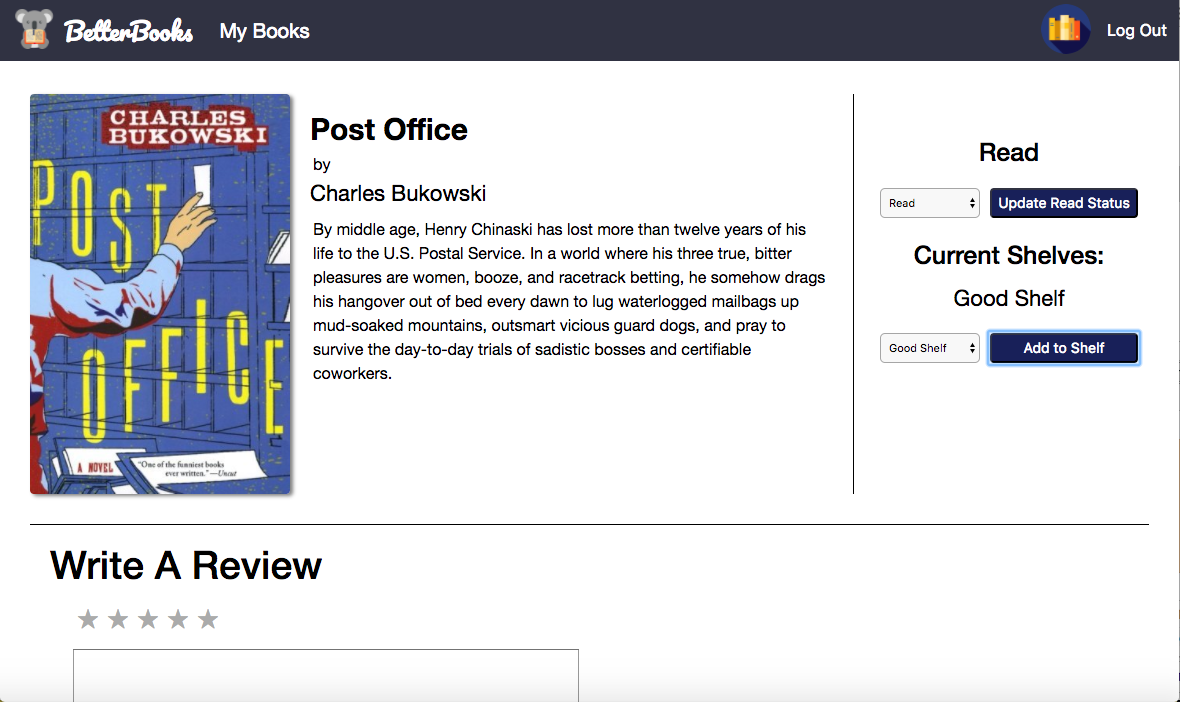 BetterBooks My Books Log Out
CHARLES
BUKOWSKI
POST
OFFICE
A NOVEL
"One of the funniest books
ever written." —Uncut
Post Office
by
Charles Bukowski
By middle age, Henry Chinaski has lost more than twelve years of his
life to the U.S. Postal Service. In a world where his three true, bitter
pleasures are women, booze, and racetrack betting, he somehow drags
his hangover out of bed every dawn to lug waterlogged mailbags up
mud-soaked mountains, outsmart vicious guard dogs, and pray to
survive the day-to-day trials of sadistic bosses and certifiable
coworkers.
Read
Read Update Read Status
Current Shelves:
Good Shelf
Good Shelf Add to Shelf
Write A Review